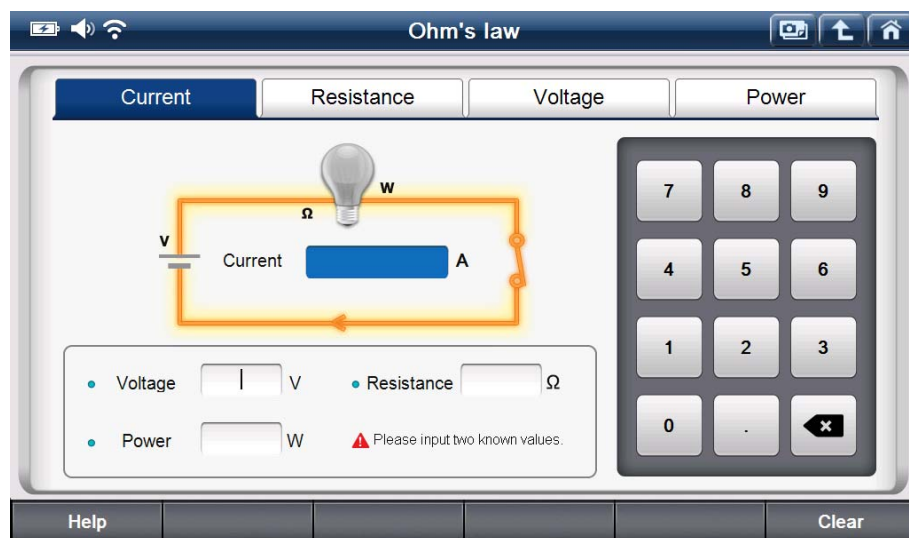 Ohm's law
Current Resistance Voltage Power
W
Ω
V
Current A
7 8 9
4 5 6
1 2 3
0 .
Voltage V Resistance Ω
Power W Please input two known values.
Help Clear